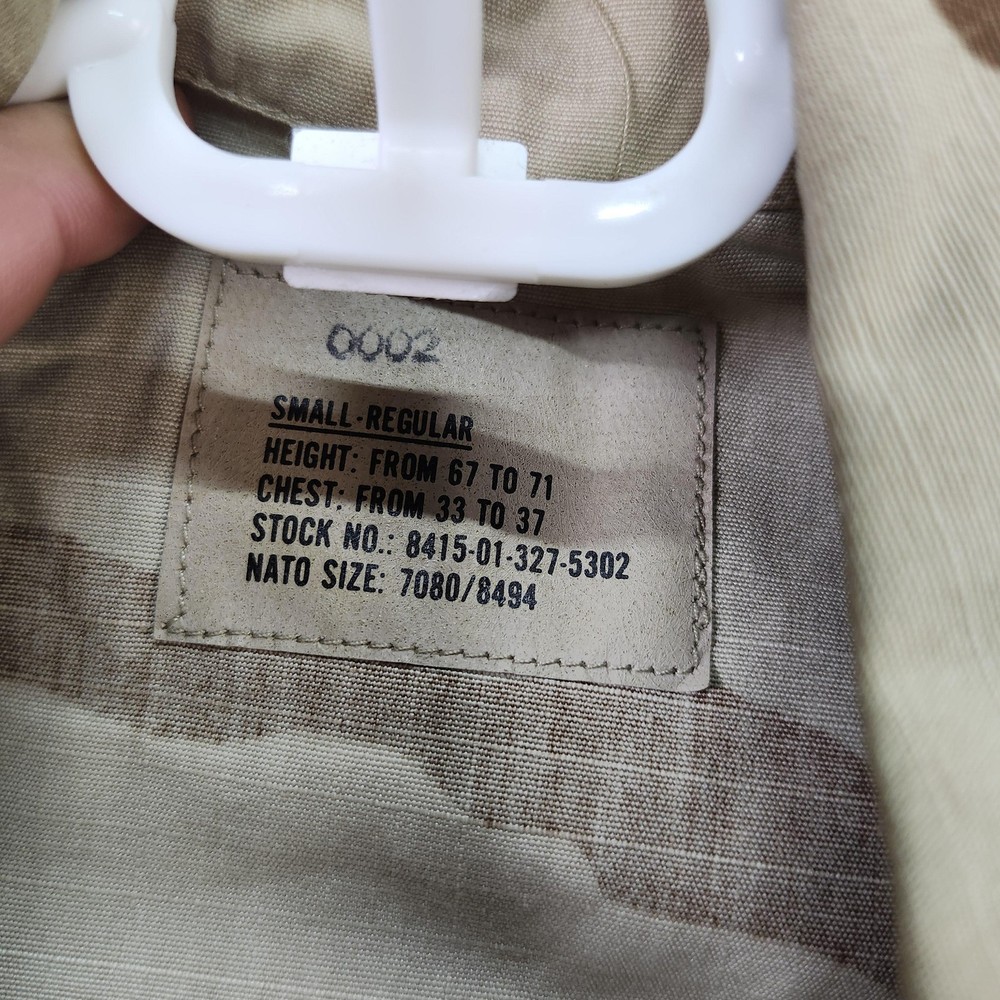 0002
SMALL-REGULAR
HEIGHT: FROM 67 TO 71
CHEST: FROM 33 TO 37
STOCK NO.: 8415-01-327-5302
NATO SIZE: 7080/8494